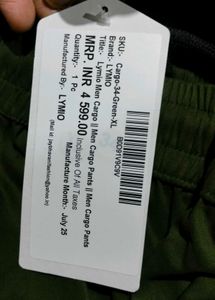 SKU:- Cargo-34-Green-XL
Brand:- LYMIO
Title:- Lymio Men Cargo || Men Cargo Pants || Men Cargo Pants
Quantity:- 1 Pc
MRP. INR 4 599.00 Inclusive Of All Taxes
Manufacture Month:- July 25
Manufactured By:- LYMIO
B0D91V9C9V